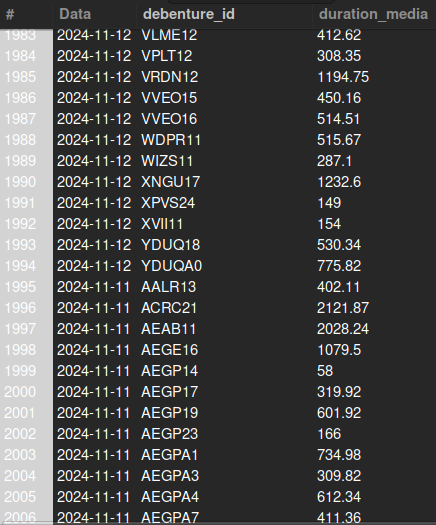 # Data debenture_id duration_media
1983 2024-11-12 VLME12 412.62
1984 2024-11-12 VPLT12 308.35
1985 2024-11-12 VRDN12 1194.75
1986 2024-11-12 VVEO15 450.16
1987 2024-11-12 VVEO16 514.51
1988 2024-11-12 WDPR11 515.67
1989 2024-11-12 WIZS11 287.1
1990 2024-11-12 XNGU17 1232.6
1991 2024-11-12 XPVS24 149
1992 2024-11-12 XVII11 154
1993 2024-11-12 YDUQ18 530.34
1994 2024-11-12 YDUQA0 775.82
1995 2024-11-11 AALR13 402.11
1996 2024-11-11 ACRC21 2121.87
1997 2024-11-11 AEAB11 2028.24
1998 2024-11-11 AEGE16 1079.5
1999 2024-11-11 AEGP14 58
2000 2024-11-11 AEGP17 319.92
2001 2024-11-11 AEGP19 601.92
2002 2024-11-11 AEGP23 166
2003 2024-11-11 AEGPA1 734.98
2004 2024-11-11 AEGPA3 309.82
2005 2024-11-11 AEGPA4 612.34
2006 2024-11-11 AEGPA7 411.36